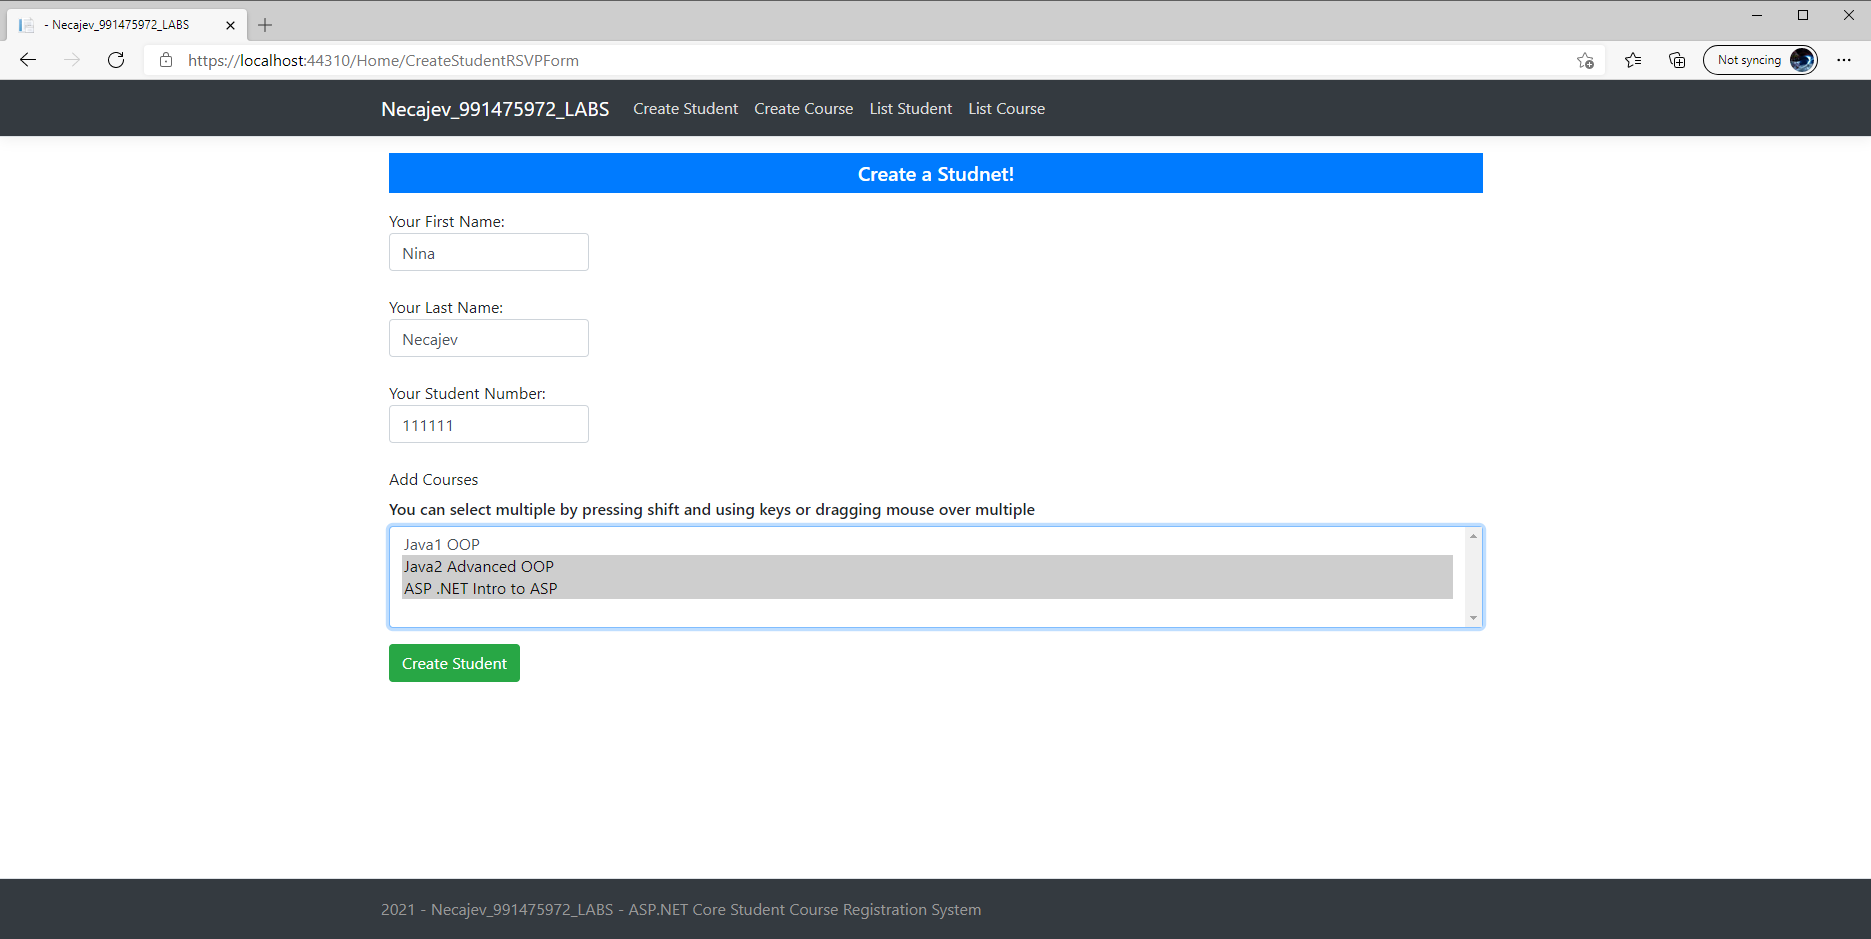 - Necajev_991475972_LABS
https://localhost:44310/Home/CreateStudentRSVPForm
Not syncing
Necajev_991475972_LABS Create Student Create Course List Student List Course
Create a Studnet!
Your First Name:
Nina
Your Last Name:
Necajev
Your Student Number:
111111
Add Courses
You can select multiple by pressing shift and using keys or dragging mouse over multiple
Java1 OOP
Java2 Advanced OOP
ASP .NET Intro to ASP
Create Student
2021 - Necajev_991475972_LABS - ASP.NET Core Student Course Registration System